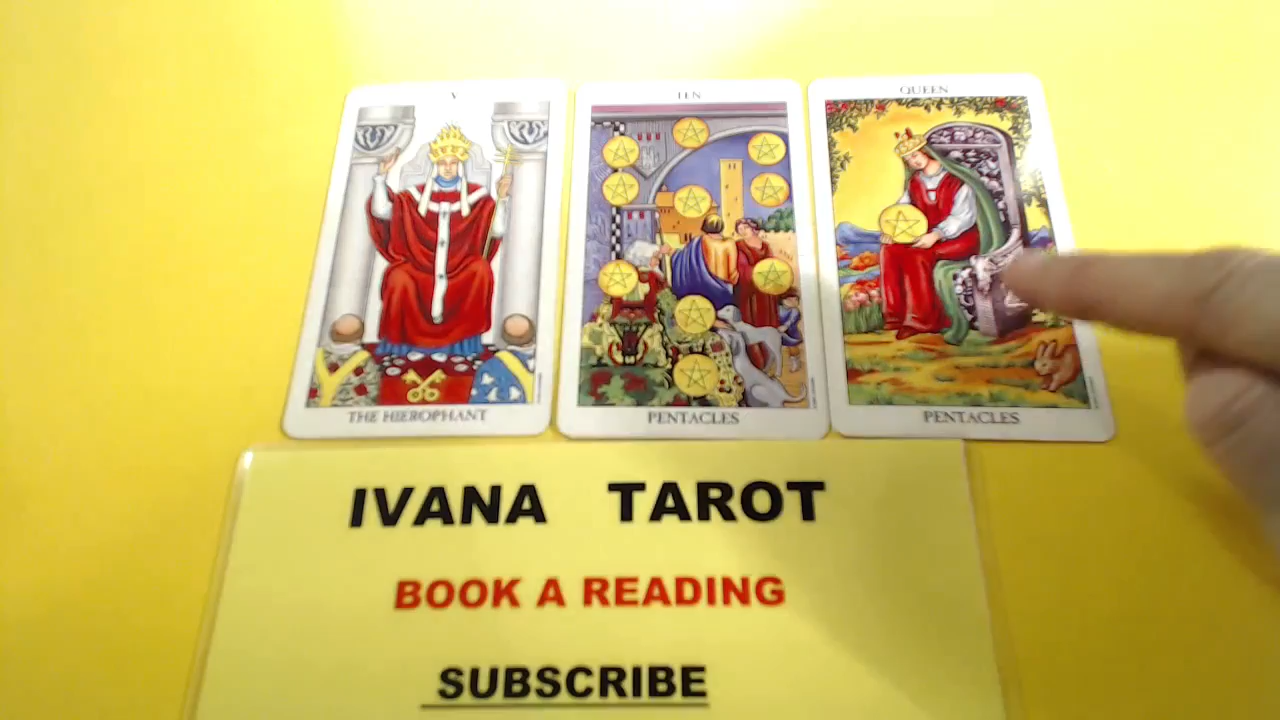 V
TEN
QUEEN
THE HIEROPHANT
PENTACLES
PENTACLES
IVANA TAROT
BOOK A READING
SUBSCRIBE